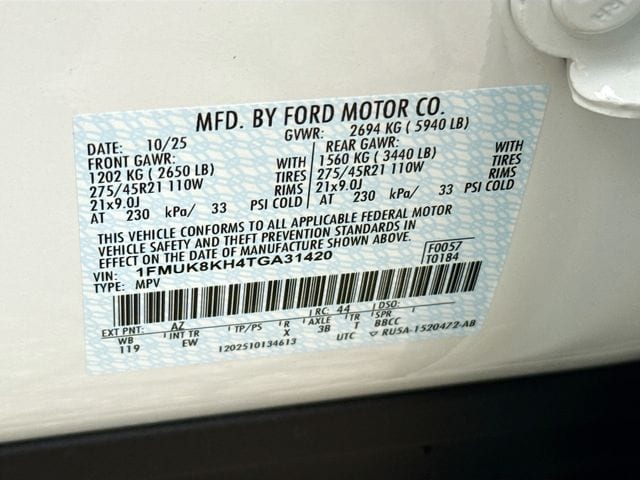 MFD. BY FORD MOTOR CO.
DATE: 10/25 GVWR: 2694 KG ( 5940 LB)
FRONT GAWR: REAR GAWR:
1202 KG ( 2650 LB) WITH 1560 KG ( 3440 LB) WITH
275/45R21 110W TIRES 275/45R21 110W TIRES
21x9.0J RIMS 21x9.0J RIMS
AT 230 kPa/ 33 PSI COLD AT 230 kPa/ 33 PSI COLD
THIS VEHICLE CONFORMS TO ALL APPLICABLE FEDERAL MOTOR
VEHICLE SAFETY AND THEFT PREVENTION STANDARDS IN
EFFECT ON THE DATE OF MANUFACTURE SHOWN ABOVE.
VIN: 1FMUK8KH4TGA31420 F0057
TYPE: MPV T0184
EXT PNT: AZ RC: 44 DSO:
WB INT TR TP/PS R AXLE TR SPR
119 EW X 3B T BBCC
1202510134613 UTC ▽ RU5A-1520472-AB